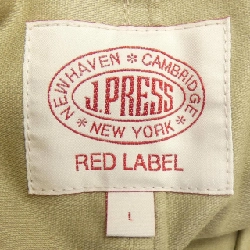 NEWHAVEN * CAMBRIDGE * NEW YORK *
J.PRESS
RED LABEL
L